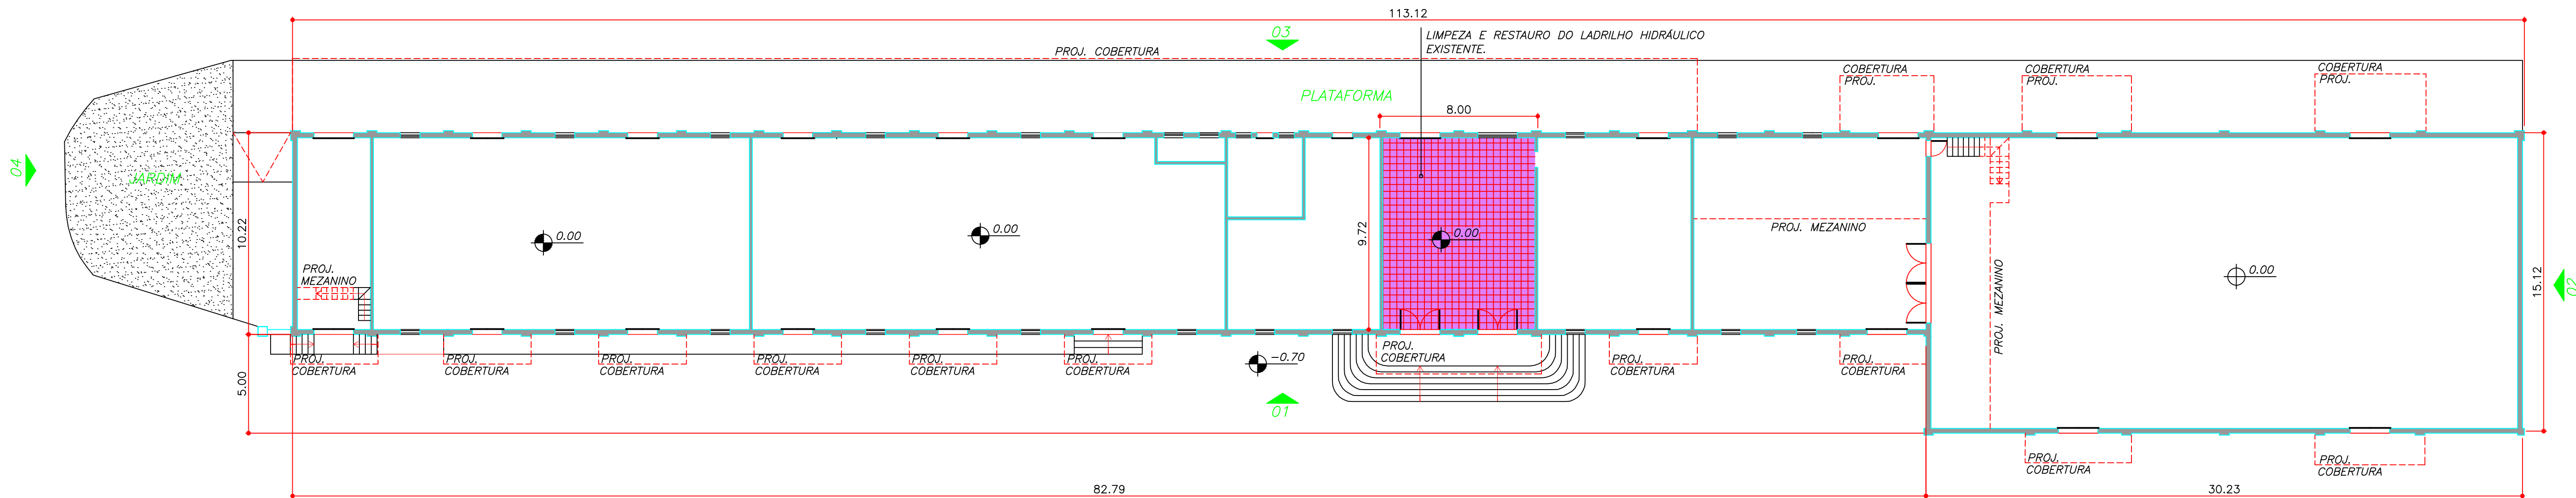 113.12
03
LIMPEZA E RESTAURO DO LADRILHO HIDRÁULICO
EXISTENTE.
PROJ. COBERTURA
COBERTURA
PROJ.
COBERTURA
PROJ.
COBERTURA
PROJ.
PLATAFORMA
8.00
04
JARDIM
10.22
0.00
0.00
9.72
0.00
PROJ. MEZANINO
PROJ. MEZANINO
0.00
15.12
02
PROJ.
MEZANINO
PROJ.
COBERTURA
PROJ.
COBERTURA
PROJ.
COBERTURA
PROJ.
COBERTURA
PROJ.
COBERTURA
PROJ.
COBERTURA
-0.70
PROJ.
COBERTURA
PROJ.
COBERTURA
PROJ.
COBERTURA
5.00
01
PROJ.
COBERTURA
PROJ.
COBERTURA
82.79
30.23